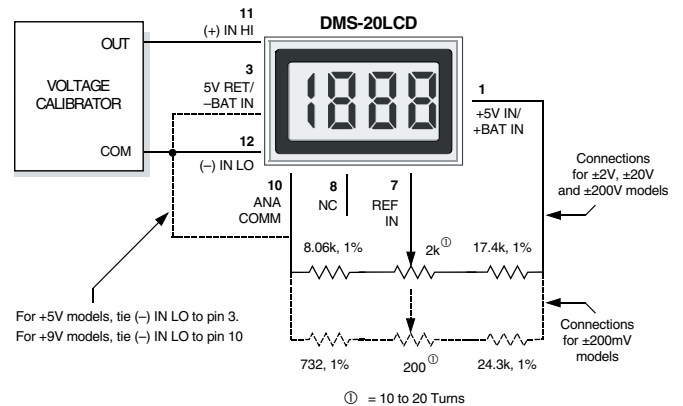 11
(+) IN HI
DMS-20LCD
OUT
VOLTAGE
CALIBRATOR
COM
3
5V RET/
–BAT IN
1888
1
+5V IN/
+BAT IN
12
(–) IN LO
10
ANA
COMM
8
NC
7
REF
IN
Connections
for ±2V, ±20V
and ±200V models
8.06k, 1%
2k①
17.4k, 1%
For +5V models, tie (–) IN LO to pin 3.
For +9V models, tie (–) IN LO to pin 10
Connections
for ±200mV
models
732, 1%
200①
24.3k, 1%
① = 10 to 20 Turns